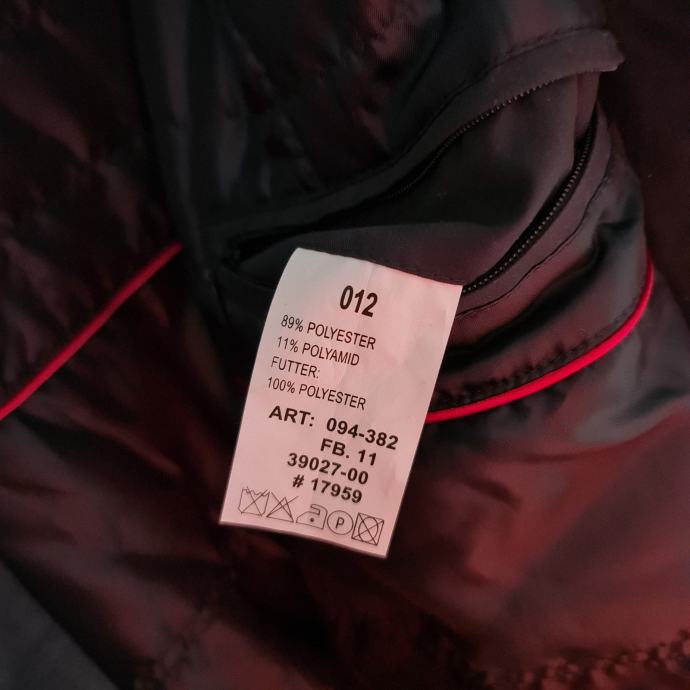 012
89% POLYESTER
11% POLYAMID
FUTTER:
100% POLYESTER
ART: 094-382
FB. 11
39027-00
# 17959
P